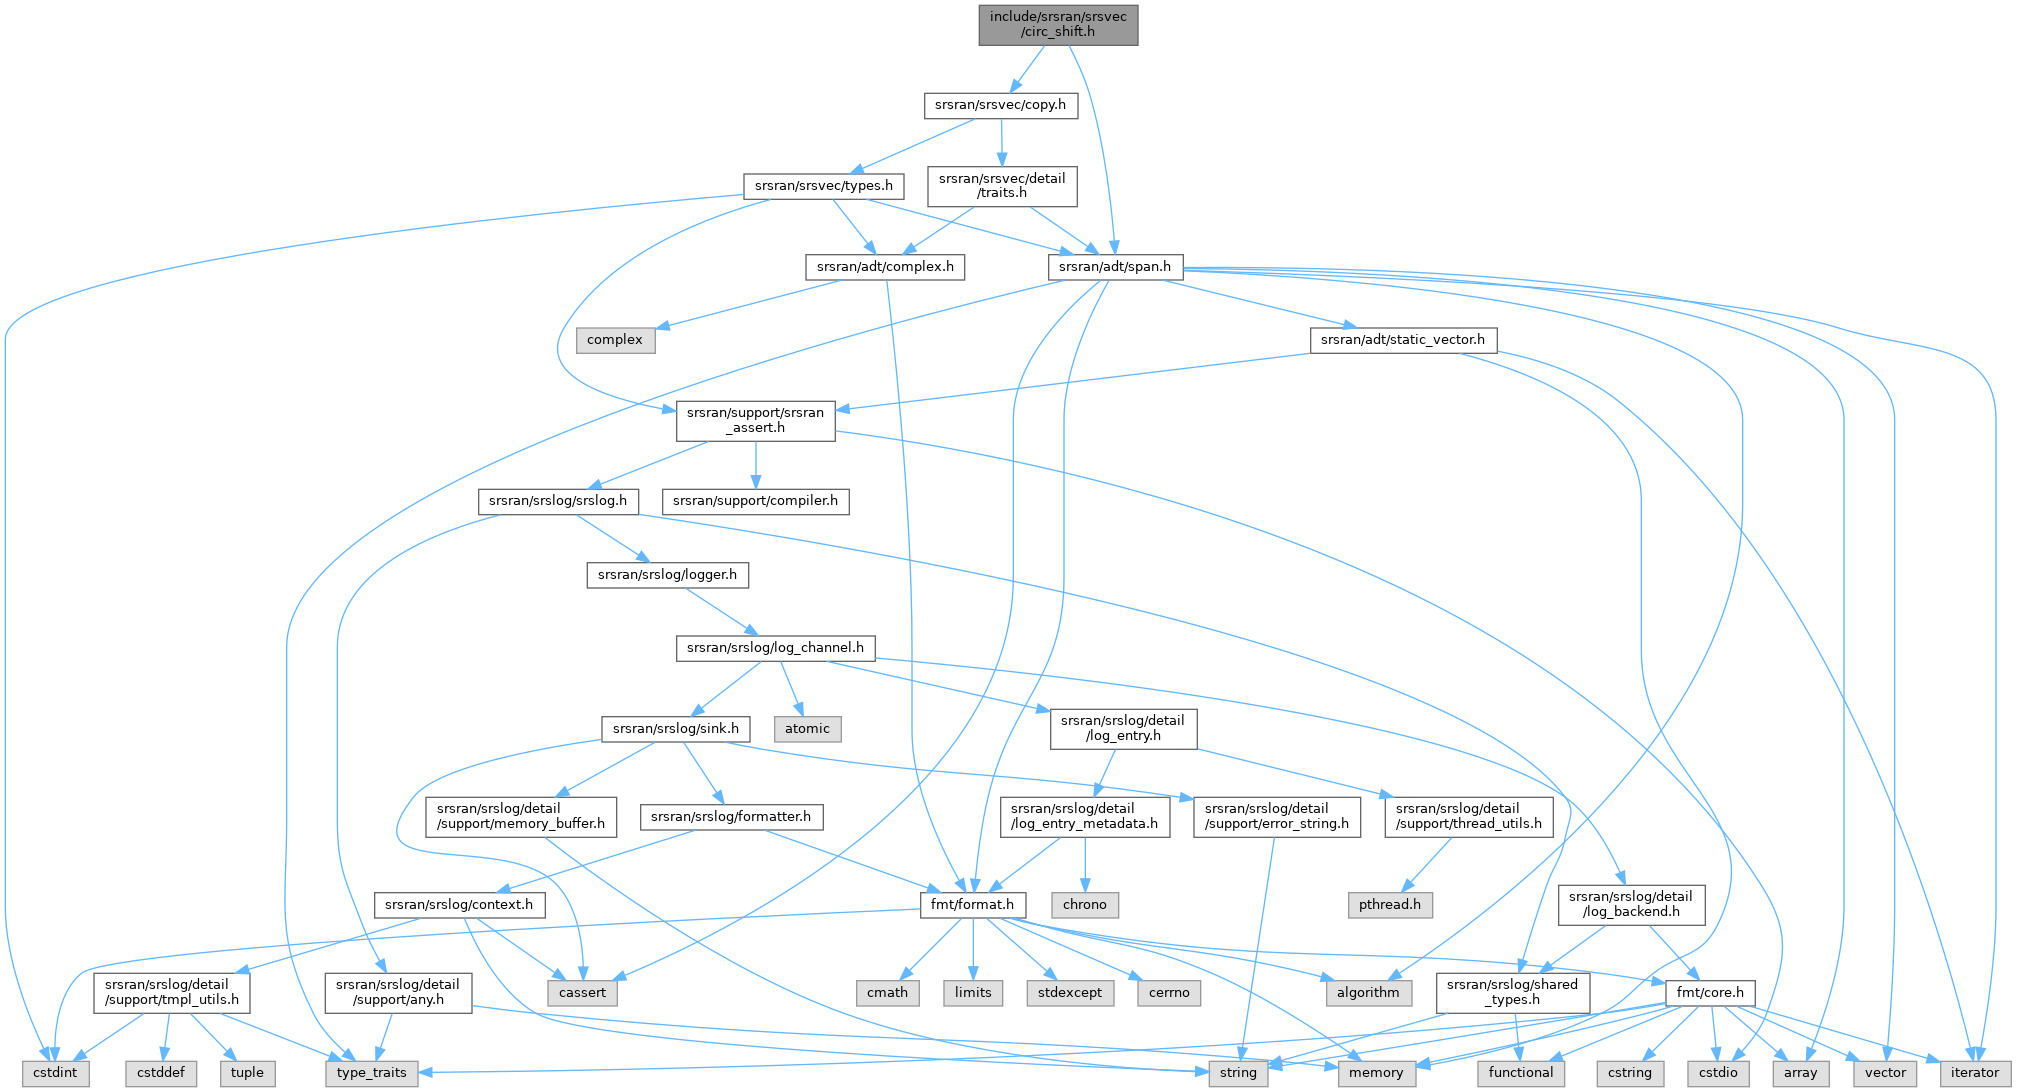 include/srsran/srsvec
/circ_shift.h
srsran/srsvec/copy.h
srsran/srsvec/types.h
srsran/srsvec/detail
/traits.h
srsran/adt/complex.h
srsran/adt/span.h
complex
srsran/adt/static_vector.h
srsran/support/srsran
_assert.h
srsran/srslog/srslog.h
srsran/support/compiler.h
srsran/srslog/logger.h
srsran/srslog/log_channel.h
srsran/srslog/sink.h
atomic
srsran/srslog/detail
/log_entry.h
srsran/srslog/detail
/support/memory_buffer.h
srsran/srslog/formatter.h
srsran/srslog/detail
/log_entry_metadata.h
srsran/srslog/detail
/support/error_string.h
srsran/srslog/detail
/support/thread_utils.h
srsran/srslog/context.h
fmt/format.h
chrono
pthread.h
srsran/srslog/detail
/log_backend.h
srsran/srslog/detail
/support/tmpl_utils.h
srsran/srslog/detail
/support/any.h
cassert
cmath
limits
stdexcept
cerrno
algorithm
srsran/srslog/shared
_types.h
fmt/core.h
cstdint
cstddef
tuple
type_traits
string
memory
functional
cstring
cstdio
array
vector
iterator